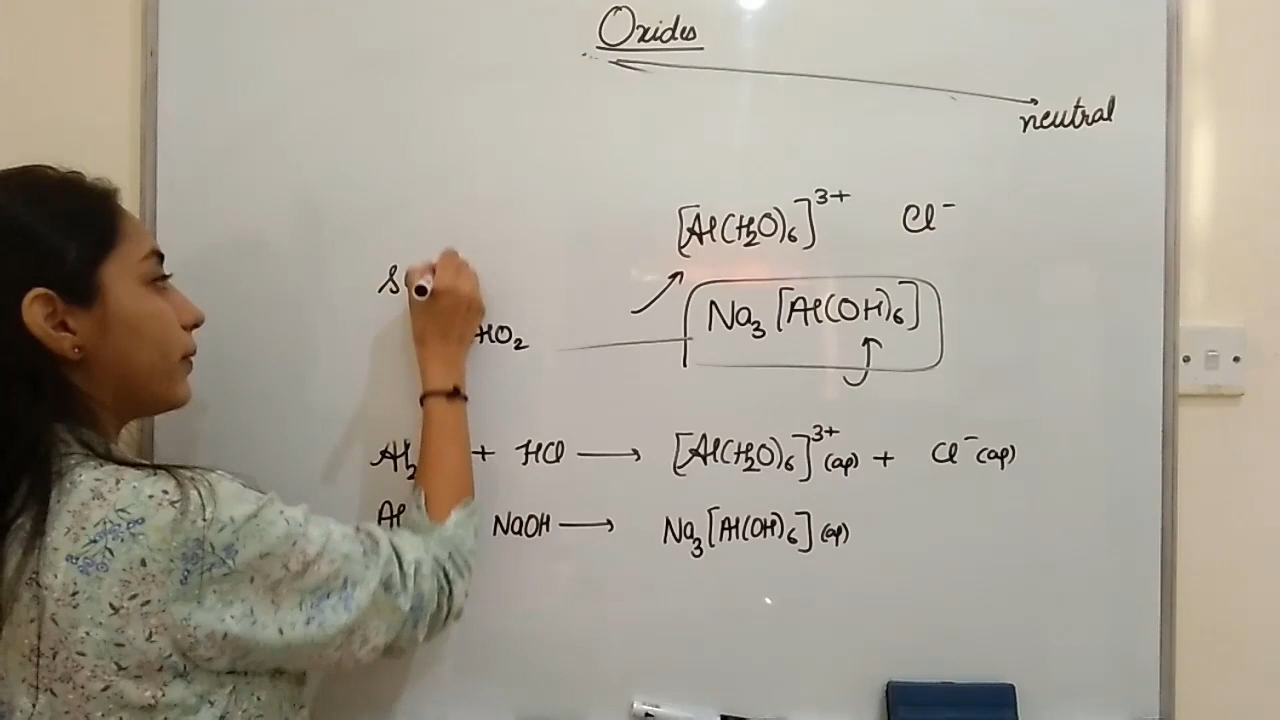 Oxides
neutral
[Al(H₂O)₆]³⁺ Cl⁻
S
Na₃[Al(OH)₆]
HO₂
Al₂ + HCl ⟶ [Al(H₂O)₆]³⁺(aq) + Cl⁻(aq)
Al NaOH ⟶ Na₃[Al(OH)₆](aq)